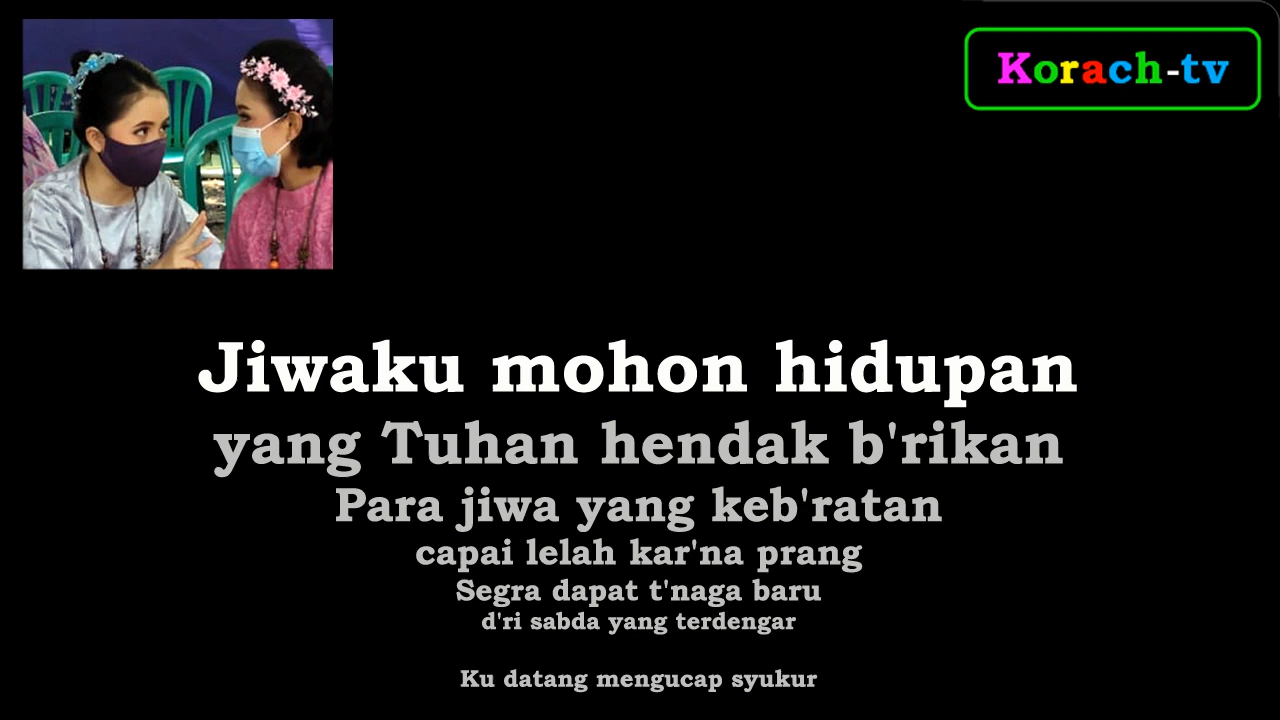 Korach-tv
Jiwaku mohon hidupan
yang Tuhan hendak b'rikan
Para jiwa yang keb'ratan
capai lelah kar'na prang
Segra dapat t'naga baru
d'ri sabda yang terdengar
Ku datang mengucap syukur